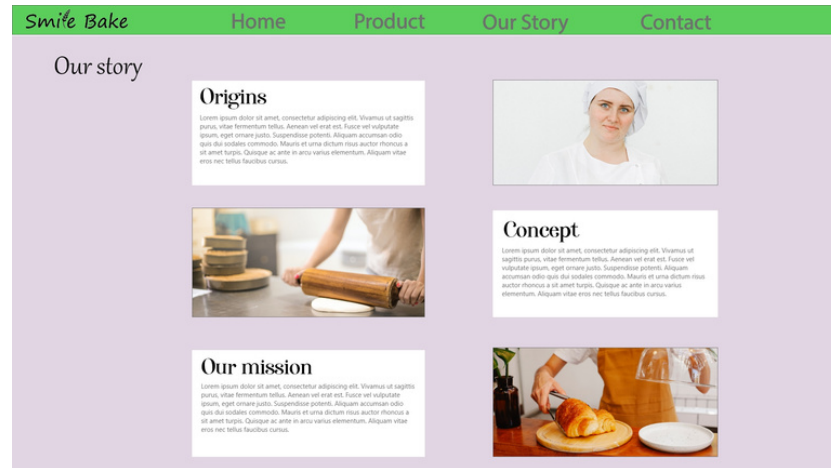 Smile Bake
Home
Product
Our Story
Contact
Our story
Origins
Lorem ipsum dolor sit amet, consectetur adipiscing elit. Vivamus ut sagittis
purus, vitae fermentum tellus. Aenean vel erat est. Fusce vel vulputate
ipsum, eget ornare justo. Suspendisse potenti. Aliquam accumsan odio
quis dui sodales commodo. Mauris et urna dictum risus auctor rhoncus a
sit amet turpis. Quisque ac ante in arcu varius elementum. Aliquam vitae
eros nec tellus faucibus cursus.
Concept
Lorem ipsum dolor sit amet, consectetur adipiscing elit. Vivamus ut
sagittis purus, vitae fermentum tellus. Aenean vel erat est. Fusce vel
vulputate ipsum, eget ornare justo. Suspendisse potenti. Aliquam
accumsan odio quis dui sodales commodo. Mauris et urna dictum risus
auctor rhoncus a sit amet turpis. Quisque ac ante in arcu varius
elementum. Aliquam vitae eros nec tellus faucibus cursus.
Our mission
Lorem ipsum dolor sit amet, consectetur adipiscing elit. Vivamus ut sagittis
purus, vitae fermentum tellus. Aenean vel erat est. Fusce vel vulputate
ipsum, eget ornare justo. Suspendisse potenti. Aliquam accumsan odio
quis dui sodales commodo. Mauris et urna dictum risus auctor rhoncus a
sit amet turpis. Quisque ac ante in arcu varius elementum. Aliquam vitae
eros nec tellus faucibus cursus.